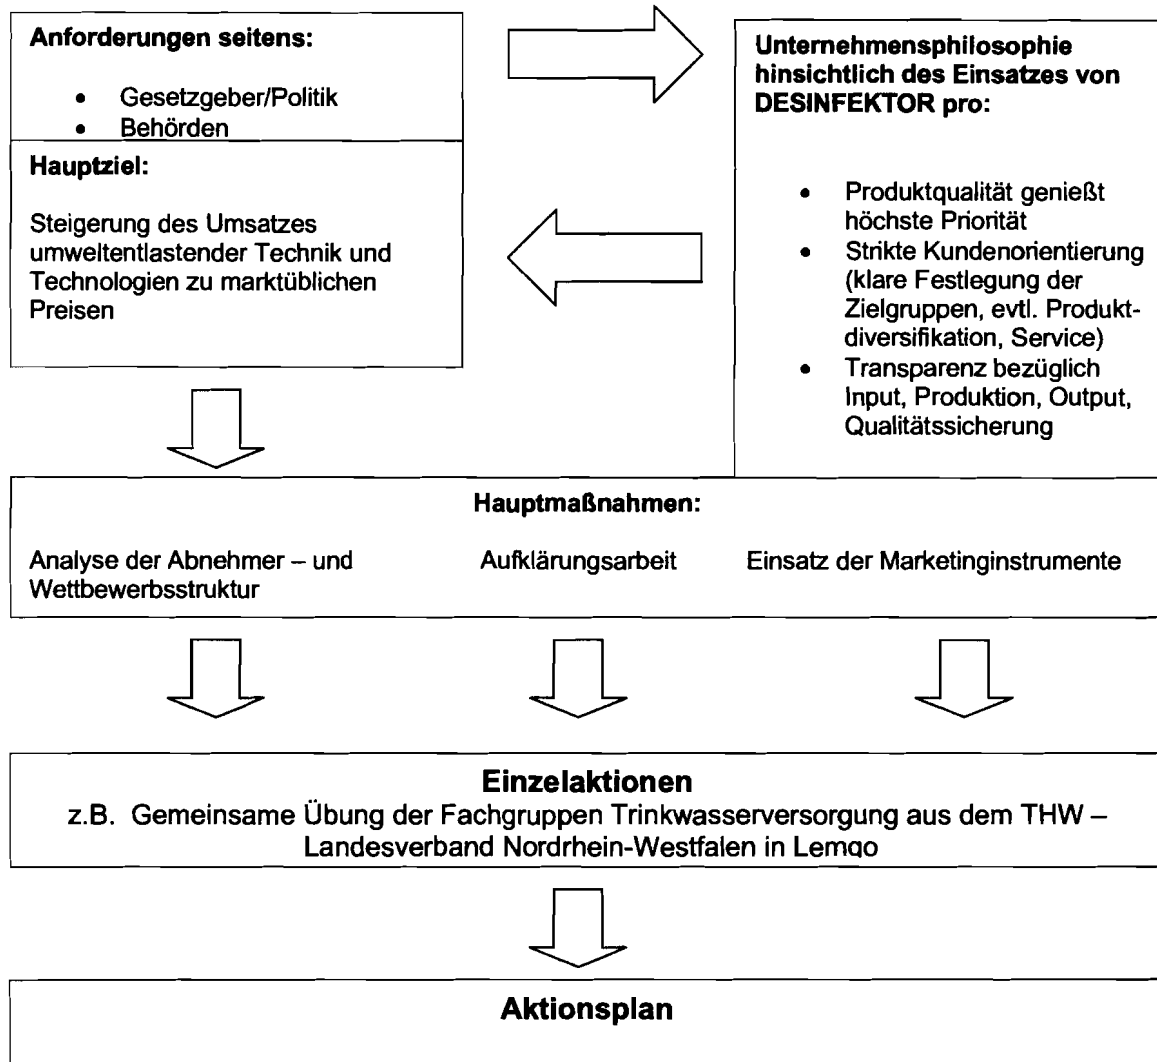 Anforderungen seitens:
• Gesetzgeber/Politik
• Behörden
Hauptziel:
Steigerung des Umsatzes
umweltentlastender Technik und
Technologien zu marktüblichen
Preisen
Unternehmensphilosophie
hinsichtlich des Einsatzes von
DESINFEKTOR pro:
• Produktqualität genießt
höchste Priorität
• Strikte Kundenorientierung
(klare Festlegung der
Zielgruppen, evtl. Produkt-
diversifikation, Service)
• Transparenz bezüglich
Input, Produktion, Output,
Qualitätssicherung
Hauptmaßnahmen:
Analyse der Abnehmer – und
Wettbewerbsstruktur
Aufklärungsarbeit
Einsatz der Marketinginstrumente
Einzelaktionen
z.B. Gemeinsame Übung der Fachgruppen Trinkwasserversorgung aus dem THW –
Landesverband Nordrhein-Westfalen in Lemgo
Aktionsplan